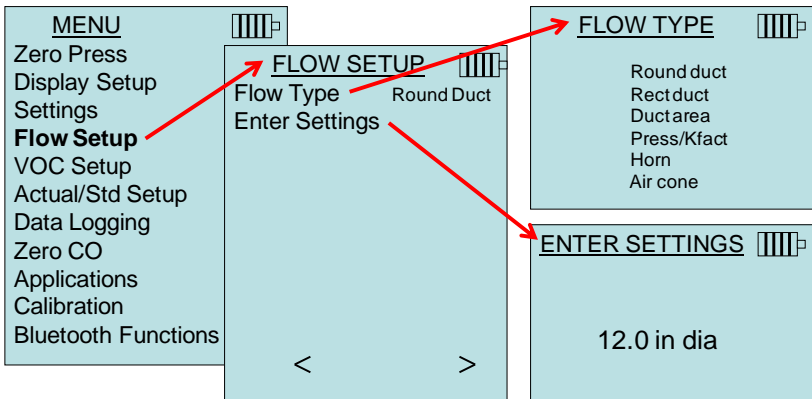 MENU
Zero Press
Display Setup
Settings
Flow Setup
VOC Setup
Actual/Std Setup
Data Logging
Zero CO
Applications
Calibration
Bluetooth Functions
FLOW SETUP
Flow Type Round Duct
Enter Settings
< >
FLOW TYPE
Round duct
Rect duct
Duct area
Press/Kfact
Horn
Air cone
ENTER SETTINGS
12.0 in dia